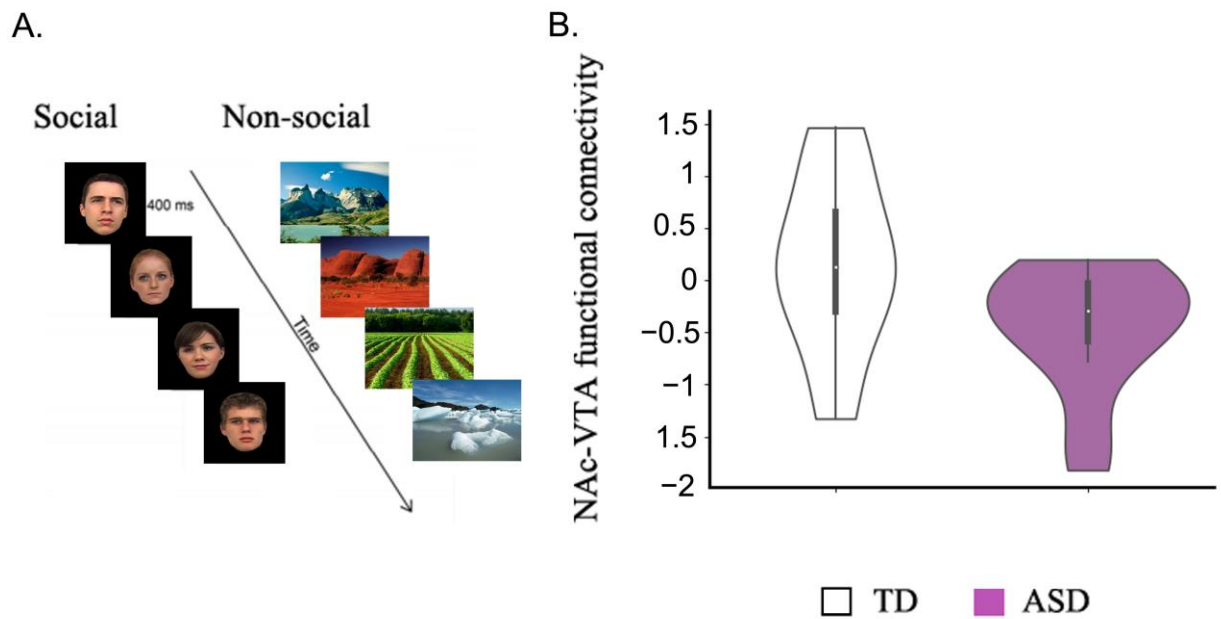 A.
Social
Non-social
400 ms
Time
B.
NAc-VTA functional connectivity
1.5
1
0.5
0
−0.5
−1
1.5
−2
TD
ASD